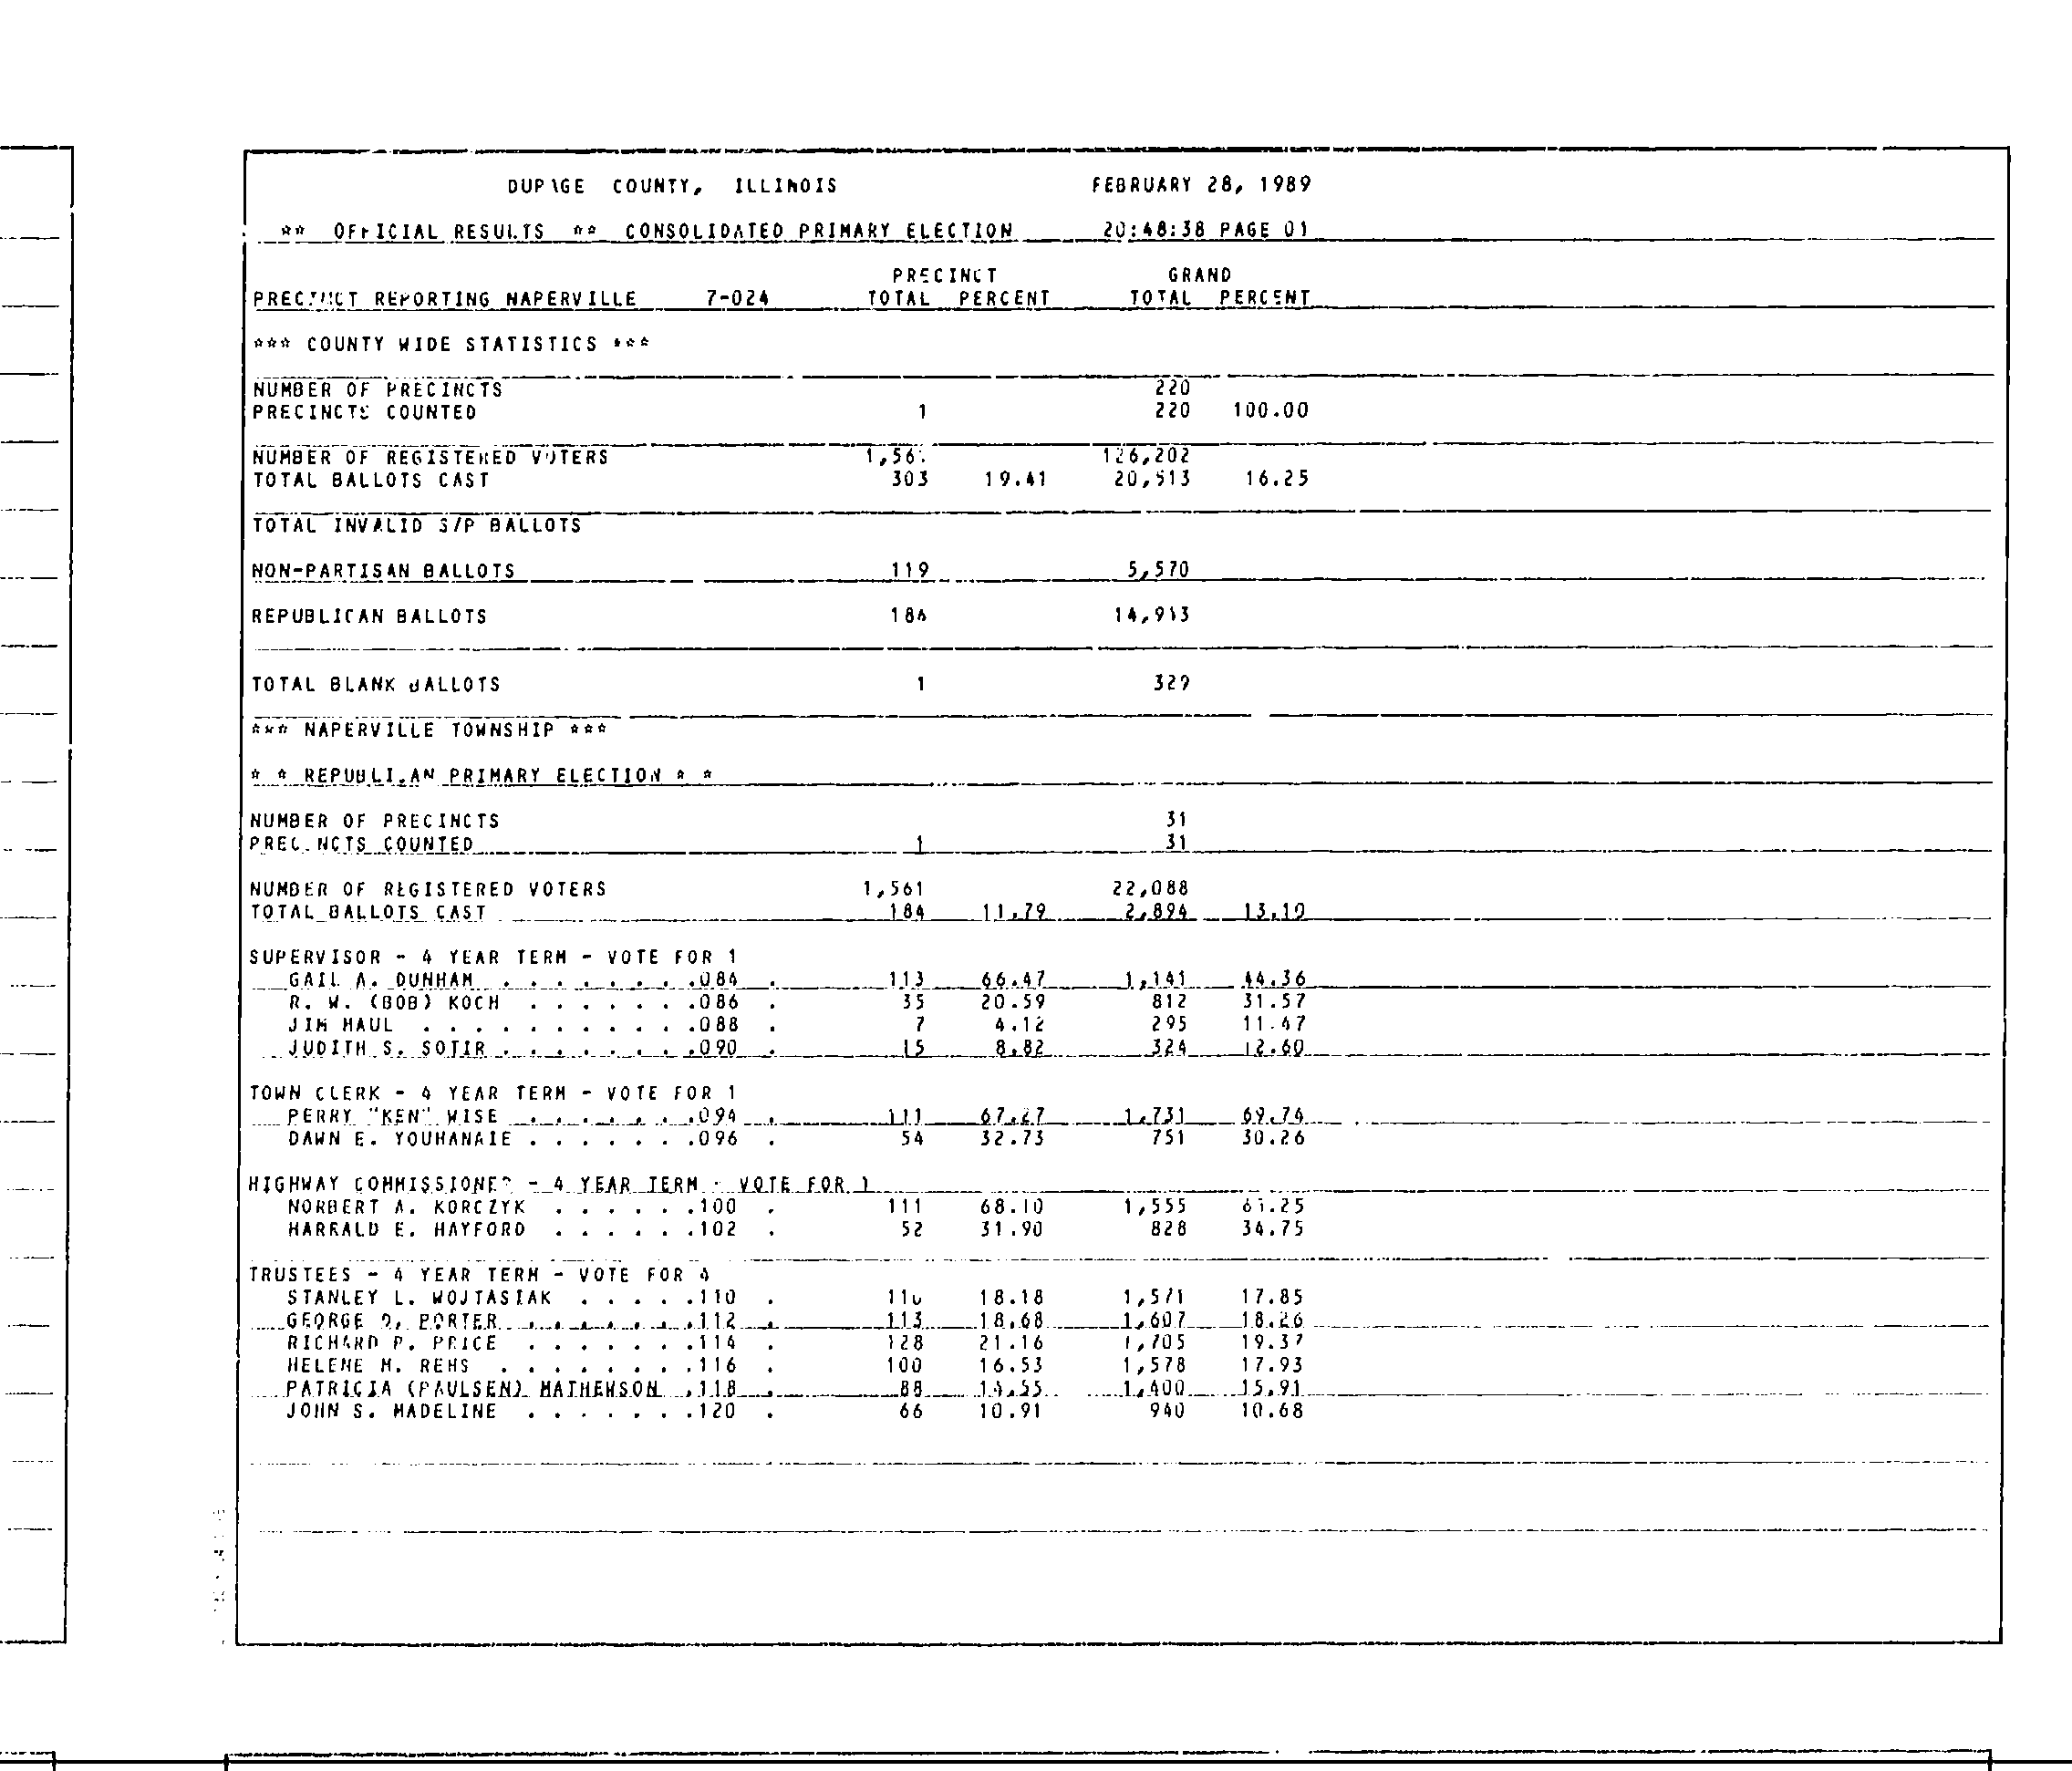 DUPAGE COUNTY, ILLINOIS FEBRUARY 28, 1989
** OFFICIAL RESULTS ** CONSOLIDATED PRIMARY ELECTION 20:48:38 PAGE 01
PRECINCT GRAND
PRECINCT REPORTING NAPERVILLE 7-024 TOTAL PERCENT TOTAL PERCENT
*** COUNTY WIDE STATISTICS ***
NUMBER OF PRECINCTS 220
PRECINCTS COUNTED 1 220 100.00
NUMBER OF REGISTERED VOTERS 1,561 126,202
TOTAL BALLOTS CAST 303 19.41 20,513 16.25
TOTAL INVALID S/P BALLOTS
NON-PARTISAN BALLOTS 119 5,570
REPUBLICAN BALLOTS 184 14,943
TOTAL BLANK BALLOTS 1 329
*** NAPERVILLE TOWNSHIP ***
* * REPUBLICAN PRIMARY ELECTION * *
NUMBER OF PRECINCTS 31
PRECINCTS COUNTED 1 31
NUMBER OF REGISTERED VOTERS 1,561 22,088
TOTAL BALLOTS CAST 184 11.79 2,894 13.10
SUPERVISOR - 4 YEAR TERM - VOTE FOR 1
GAIL A. DUNHAM . . . . . . . .084 . 113 66.47 1,141 44.36
R. W. (BOB) KOCH . . . . . . .086 . 35 20.59 812 31.57
JIM HAUL . . . . . . . . . . .088 . 7 4.12 295 11.47
JUDITH S. SOTIR . . . . . . . .090 . 15 8.82 324 12.60
TOWN CLERK - 4 YEAR TERM - VOTE FOR 1
PERRY "KEN" WISE . . . . . . .094 . 111 67.27 1,731 69.74
DAWN E. YOUHANAIE . . . . . . .096 . 54 32.73 751 30.26
HIGHWAY COMMISSIONER - 4 YEAR TERM - VOTE FOR 1
NORBERT A. KORCZYK . . . . . .100 . 111 68.10 1,555 65.25
HARRALD E. HAYFORD . . . . . .102 . 52 31.90 828 34.75
TRUSTEES - 4 YEAR TERM - VOTE FOR 4
STANLEY L. WOJTASIAK . . . . .110 . 110 18.18 1,571 17.85
GEORGE PORTER . . . . . . . .112 . 113 18.68 1,607 18.26
RICHARD P. PRICE . . . . . . .114 . 128 21.16 1,705 19.37
HELENE M. REHS . . . . . . . .116 . 100 16.53 1,578 17.93
PATRICIA (PAULSEN) MATHEWSON .118 . 88 14.55 1,400 15.91
JOHN S. MADELINE . . . . . . .120 . 66 10.91 940 10.68